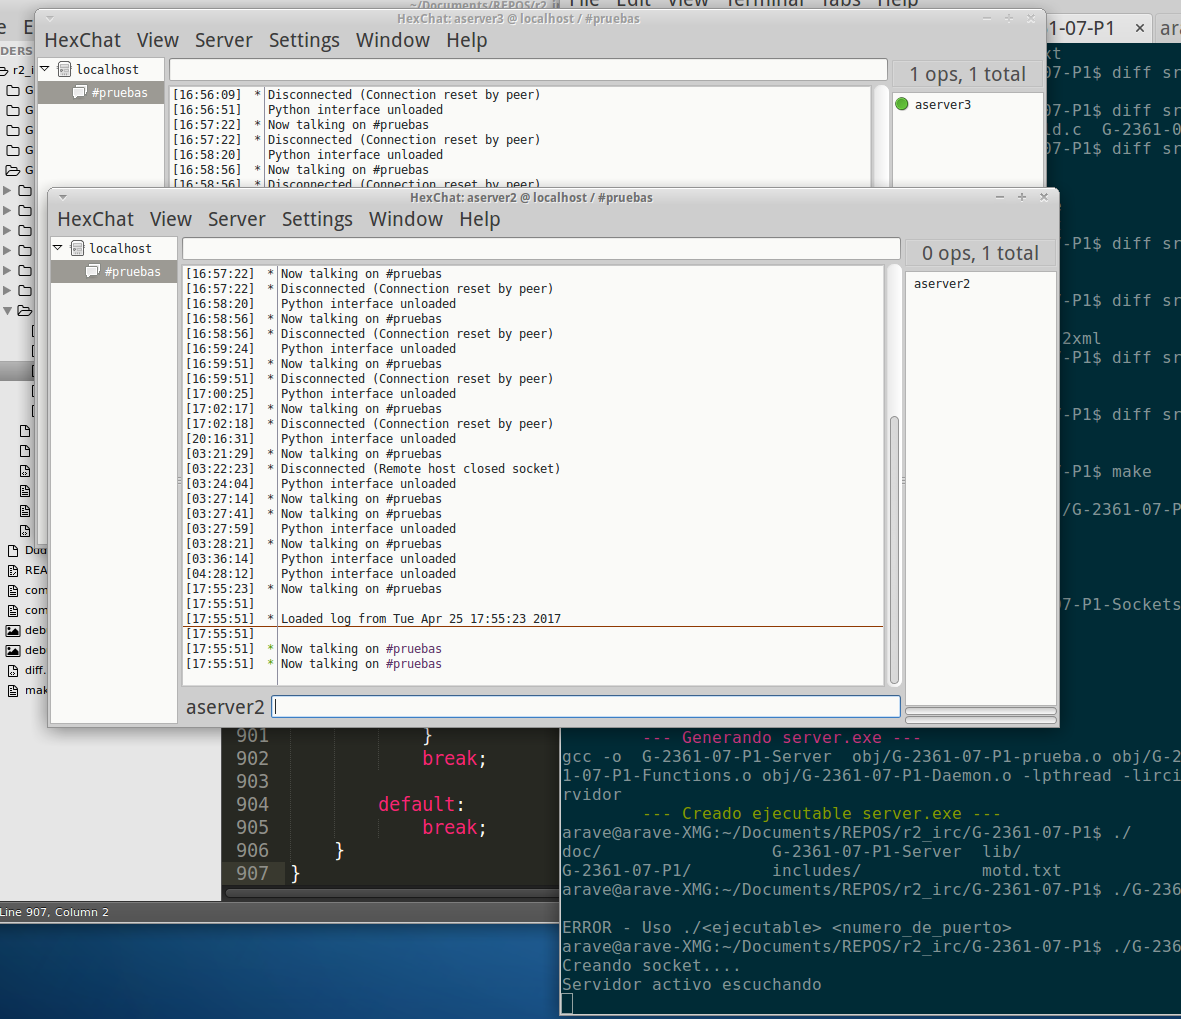 ~/Documents/REPOS/r2
File Edit View Terminal Tabs Help
HexChat: aserver3 @ localhost / #pruebas
HexChat View Server Settings Window Help
1-07-P1 ×
localhost
#pruebas
1 ops, 1 total
aserver3
[16:56:09] * Disconnected (Connection reset by peer)
[16:56:51] Python interface unloaded
[16:57:22] * Now talking on #pruebas
[16:57:22] * Disconnected (Connection reset by peer)
[16:58:20] Python interface unloaded
[16:58:56] * Now talking on #pruebas
[16:58:56] * Disconnected (Connection reset by peer)
DERS
r2_i
G
G
G
G
G
HexChat: aserver2 @ localhost / #pruebas
HexChat View Server Settings Window Help
localhost
#pruebas
0 ops, 1 total
aserver2
[16:57:22] * Now talking on #pruebas
[16:57:22] * Disconnected (Connection reset by peer)
[16:58:20] Python interface unloaded
[16:58:56] * Now talking on #pruebas
[16:58:56] * Disconnected (Connection reset by peer)
[16:59:24] Python interface unloaded
[16:59:51] * Now talking on #pruebas
[16:59:51] * Disconnected (Connection reset by peer)
[17:00:25] Python interface unloaded
[17:02:17] * Now talking on #pruebas
[17:02:18] * Disconnected (Connection reset by peer)
[20:16:31] Python interface unloaded
[03:21:29] * Now talking on #pruebas
[03:22:23] * Disconnected (Remote host closed socket)
[03:24:04] Python interface unloaded
[03:27:14] * Now talking on #pruebas
[03:27:41] * Now talking on #pruebas
[03:27:59] Python interface unloaded
[03:28:21] * Now talking on #pruebas
[03:36:14] Python interface unloaded
[04:28:12] Python interface unloaded
[17:55:23] * Now talking on #pruebas
[17:55:51]
[17:55:51] * Loaded log from Tue Apr 25 17:55:23 2017
[17:55:51]
[17:55:51] * Now talking on #pruebas
[17:55:51] * Now talking on #pruebas
aserver2
xt
07-P1$ diff sr
07-P1$ diff sr
ld.c G-2361-0
07-P1$ diff sr
-P1$ diff sr
-P1$ diff sr
2xml
-P1$ diff sr
-P1$ diff sr
-P1$ make
/G-2361-07-P
7-P1-Sockets
REA
com
com
deb
deb
diff.
mak
901 }
902 break;
903
904 default:
905 break;
906 }
907 }
Line 907, Column 2
--- Generando server.exe ---
gcc -o G-2361-07-P1-Server obj/G-2361-07-P1-prueba.o obj/G-2
1-07-P1-Functions.o obj/G-2361-07-P1-Daemon.o -lpthread -lirci
rvidor
--- Creado ejecutable server.exe ---
arave@arave-XMG:~/Documents/REPOS/r2_irc/G-2361-07-P1$ ./
doc/ G-2361-07-P1-Server lib/
G-2361-07-P1/ includes/ motd.txt
arave@arave-XMG:~/Documents/REPOS/r2_irc/G-2361-07-P1$ ./G-236
ERROR - Uso ./<ejecutable> <numero_de_puerto>
arave@arave-XMG:~/Documents/REPOS/r2_irc/G-2361-07-P1$ ./G-236
Creando socket....
Servidor activo escuchando